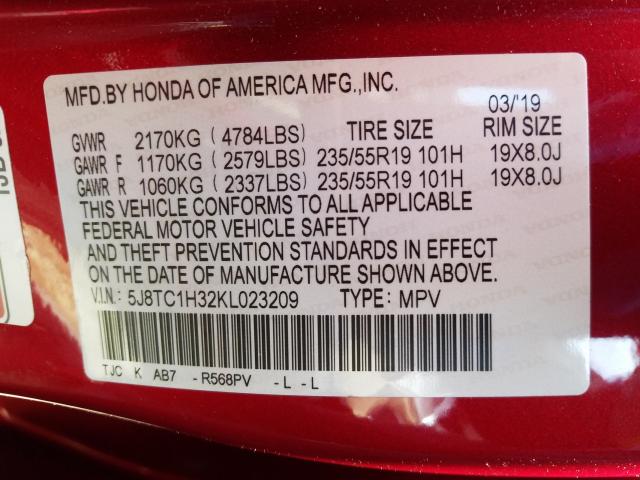 MFD.BY HONDA OF AMERICA MFG.,INC.
03/'19
GVWR 2170KG (4784LBS) TIRE SIZE RIM SIZE
GAWR F 1170KG (2579LBS) 235/55R19 101H 19X8.0J
GAWR R 1060KG (2337LBS) 235/55R19 101H 19X8.0J
THIS VEHICLE CONFORMS TO ALL APPLICABLE
FEDERAL MOTOR VEHICLE SAFETY
AND THEFT PREVENTION STANDARDS IN EFFECT
ON THE DATE OF MANUFACTURE SHOWN ABOVE.
V.I.N.: 5J8TC1H32KL023209 TYPE: MPV
TJC K AB7 - R568PV - L - L